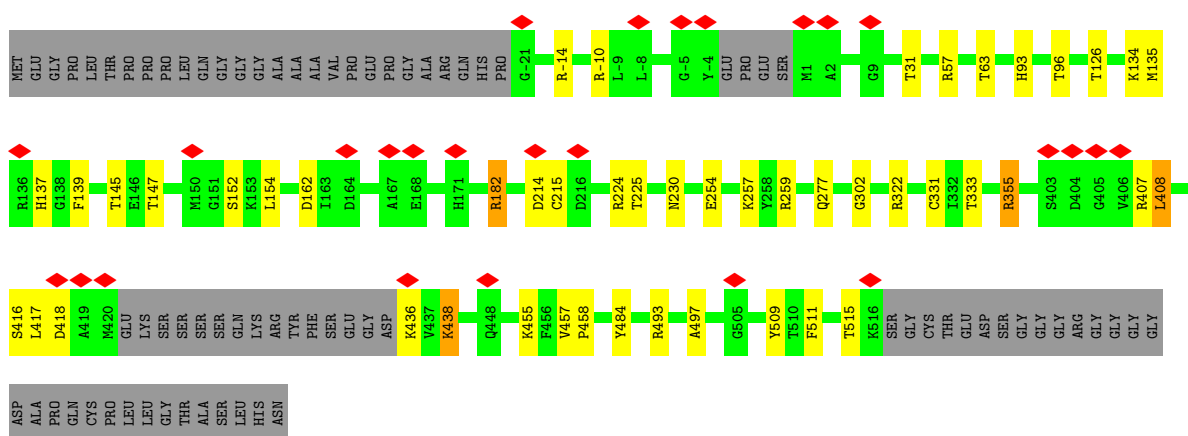 MET GLU GLY PRO LEU THR PRO PRO PRO LEU GLN GLY GLY GLY ALA ALA ALA VAL PRO GLU PRO GLY ALA ARG GLN HIS PRO G-21 R-14 R-10 L-9 L-8 G-5 Y-4 GLU PRO GLU SER M1 A2 G9 T31 R57 T63 H93 T96 T126 K134 M135
R136 H137 G138 F139 T145 E146 T147 M150 G151 S152 K153 L154 D162 I163 D164 A167 E168 H171 R182 D214 C215 D216 R224 T225 N230 E254 K257 Y258 R259 Q277 G302 R322 C331 I332 T333 R355 S403 D404 G405 V406 R407 L408
S416 L417 D418 A419 M420 GLU LYS SER SER SER SER GLN LYS ARG TYR PHE SER GLU GLY ASP K436 V437 K438 Q448 K455 F456 V457 P458 Y484 R493 A497 G505 Y509 T510 F511 T515 K516 SER GLY CYS THR GLU ASP SER GLY GLY GLY ARG GLY GLY GLY GLY
ASP ALA PRO GLN CYS PRO LEU LEU GLY THR ALA SER LEU HIS ASN